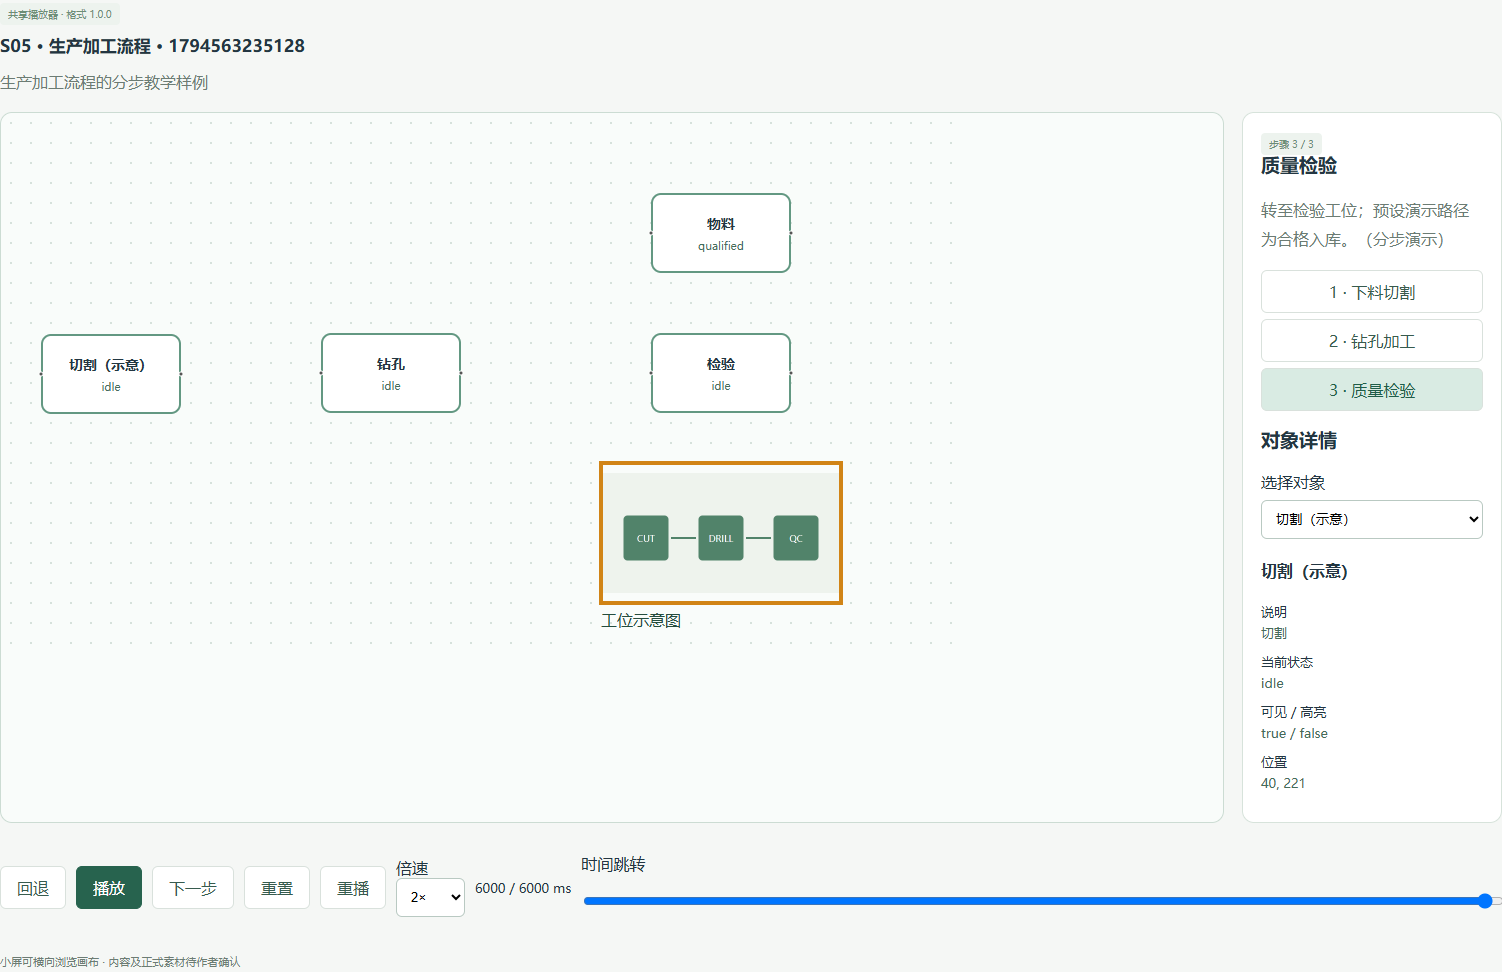 共享播放器 · 格式 1.0.0
S05 • 生产加工流程 • 1794563235128
生产加工流程的分步教学样例
物料
qualified
切割（示意）
idle
钻孔
idle
检验
idle
CUT
DRILL
QC
工位示意图
步骤 3 / 3
质量检验
转至检验工位；预设演示路径
为合格入库。（分步演示）
1 · 下料切割
2 · 钻孔加工
3 · 质量检验
对象详情
选择对象
切割（示意）
切割（示意）
说明
切割
当前状态
idle
可见 / 高亮
true / false
位置
40, 221
回退
播放
下一步
重置
重播
倍速
2×
6000 / 6000 ms
时间跳转
小屏可横向浏览画布 · 内容及正式素材待作者确认